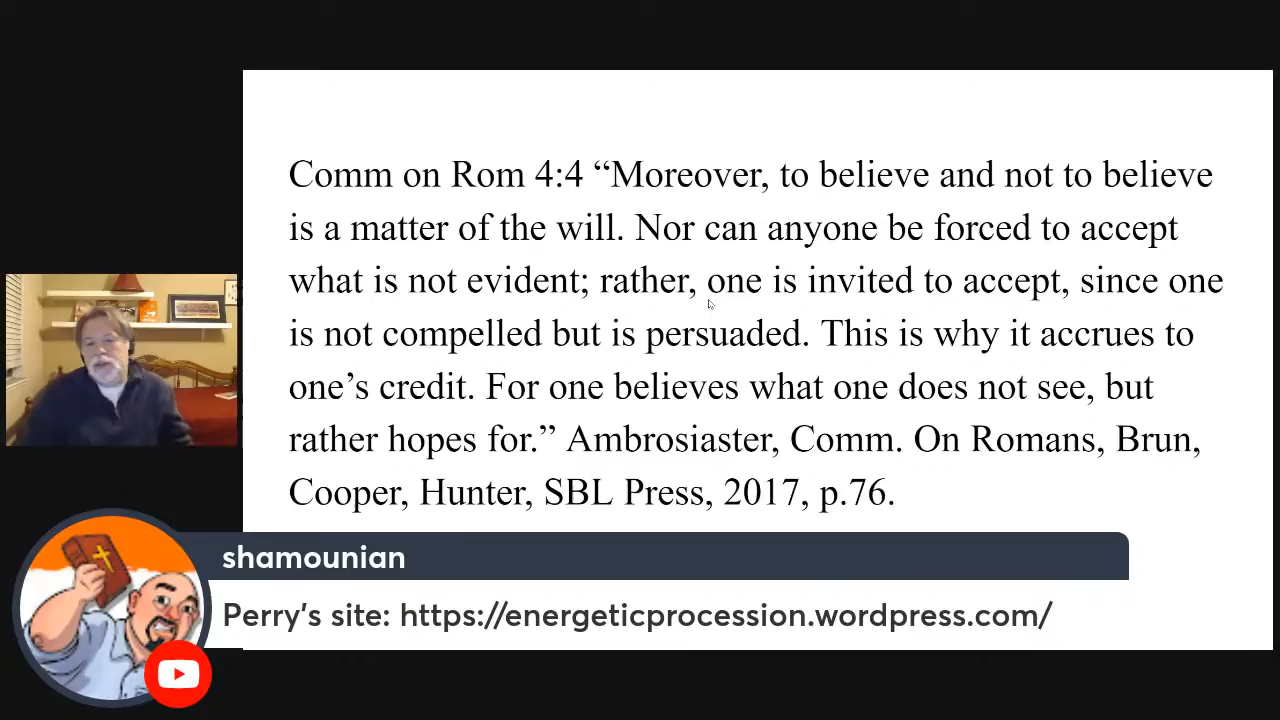 Comm on Rom 4:4 “Moreover, to believe and not to believe
is a matter of the will. Nor can anyone be forced to accept
what is not evident; rather, one is invited to accept, since one
is not compelled but is persuaded. This is why it accrues to
one’s credit. For one believes what one does not see, but
rather hopes for.” Ambrosiaster, Comm. On Romans, Brun,
Cooper, Hunter, SBL Press, 2017, p.76.
shamounian
Perry's site: https://energeticprocession.wordpress.com/